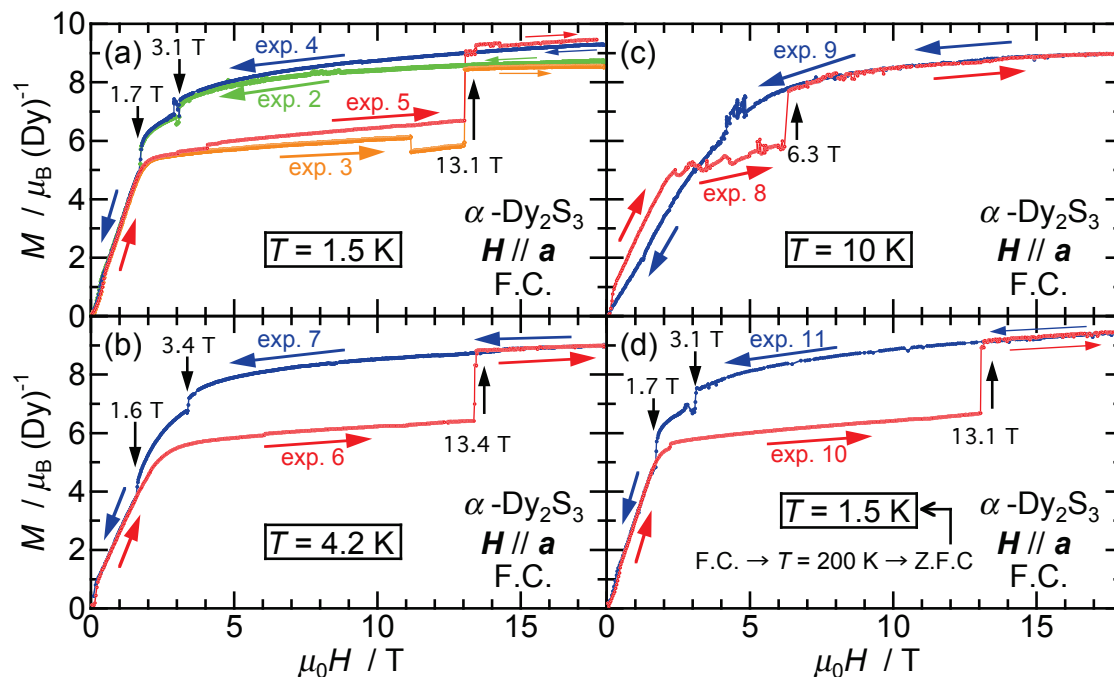 (a)
3.1 T
exp. 4
1.7 T
exp. 2
exp. 5
exp. 3
13.1 T
α -Dy₂S₃
T = 1.5 K
H // a
F.C.
M / μB (Dy)⁻¹
10
8
6
4
2
0
(c)
exp. 9
exp. 8
6.3 T
α -Dy₂S₃
T = 10 K
H // a
F.C.
(b)
3.4 T
exp. 7
1.6 T
exp. 6
13.4 T
α -Dy₂S₃
T = 4.2 K
H // a
F.C.
M / μB (Dy)⁻¹
8
6
4
2
0
0 5 10 15
μ₀H / T
(d)
3.1 T
exp. 11
1.7 T
exp. 10
13.1 T
α -Dy₂S₃
T = 1.5 K
H // a
F.C. → T = 200 K → Z.F.C
F.C.
0 5 10 15
μ₀H / T